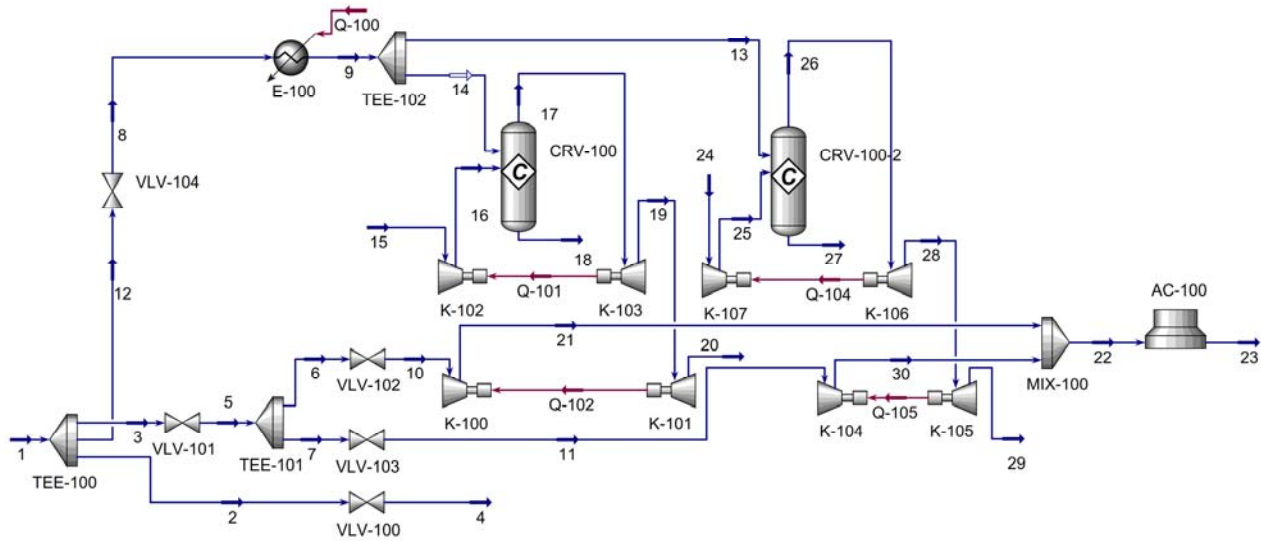 Q-100
E-100
9
TEE-102
13
14
8
VLV-104
12
17
CRV-100
C
16
15
18
K-102
Q-101
K-103
19
26
CRV-100-2
C
24
25
27
K-107
Q-104
K-106
28
AC-100
21
20
30
22
23
MIX-100
6
VLV-102
10
K-100
Q-102
K-101
K-104
Q-105
K-105
1
TEE-100
3
VLV-101
5
TEE-101
7
VLV-103
11
29
2
VLV-100
4